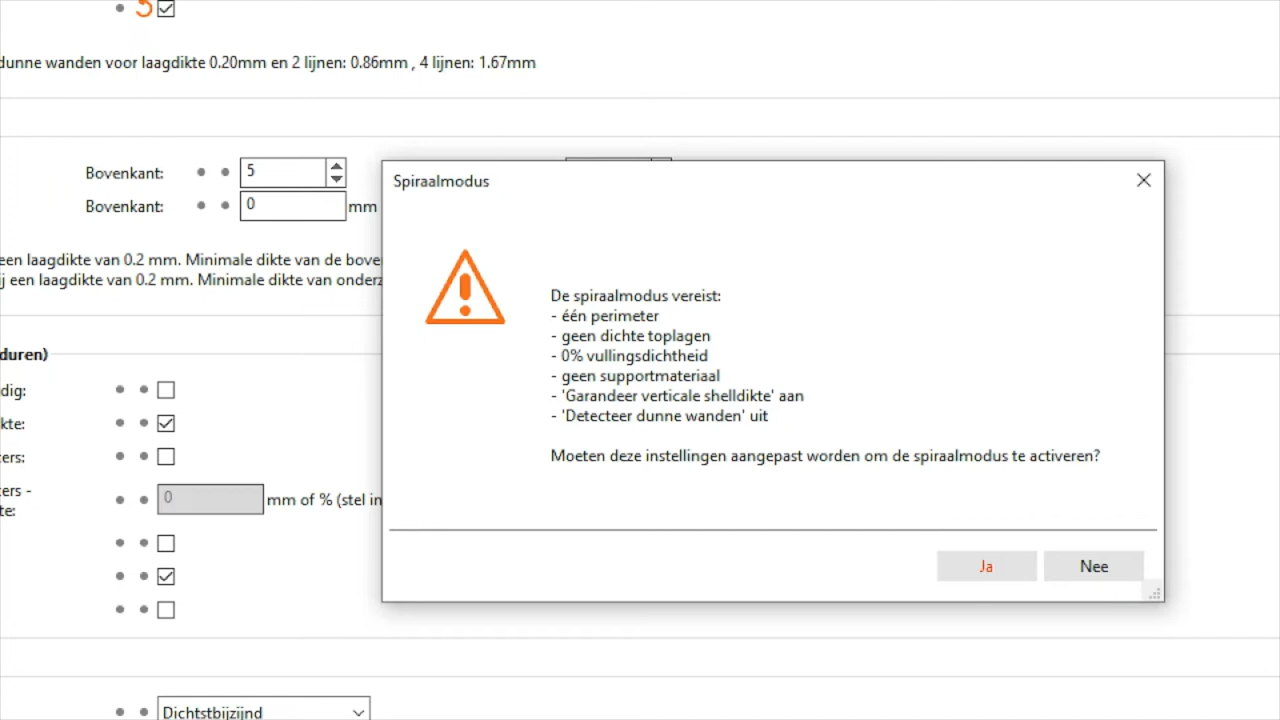 dunne wanden voor laagdikte 0.20mm en 2 lijnen: 0.86mm , 4 lijnen: 1.67mm
Bovenkant: 5
Bovenkant: 0 mm
een laagdikte van 0.2 mm. Minimale dikte van de
een laagdikte van 0.2 mm. Minimale dikte van
Spiraalmodus
De spiraalmodus vereist:
- één perimeter
- geen dichte toplagen
- 0% vullingsdichtheid
- geen supportmateriaal
- 'Garandeer verticale shelldikte' aan
- 'Detecteer dunne wanden' uit
Moeten deze instellingen aangepast worden om de spiraalmodus te activeren?
Ja Nee
duren)
dig:
kte:
ters:
ters -
te:
0 mm of % (stel in
Dichtstbijzijnd